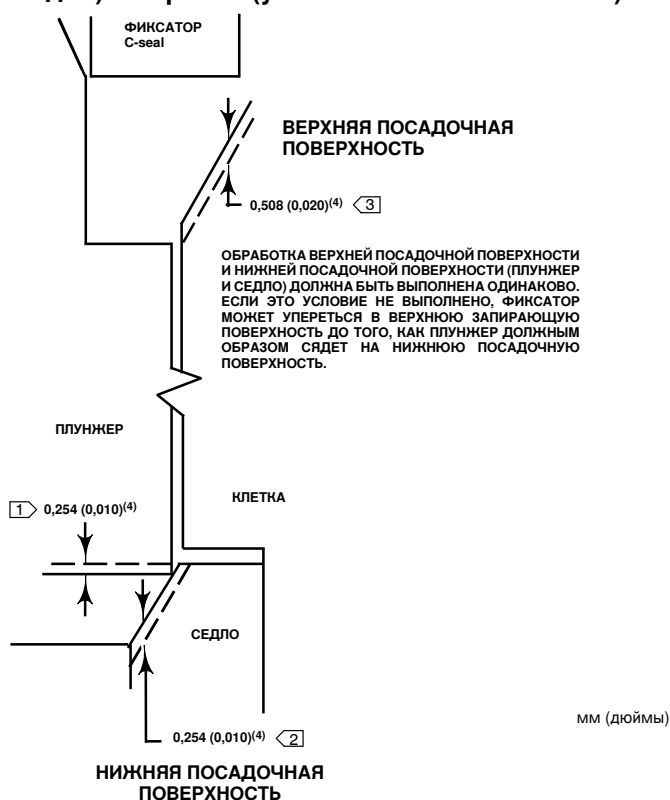 ФИКСАТОР
C-seal
ВЕРХНЯЯ ПОСАДОЧНАЯ
ПОВЕРХНОСТЬ
0,508 (0,020)(4) 3
ОБРАБОТКА ВЕРХНЕЙ ПОСАДОЧНОЙ ПОВЕРХНОСТИ
И НИЖНЕЙ ПОСАДОЧНОЙ ПОВЕРХНОСТИ (ПЛУНЖЕР
И СЕДЛО) ДОЛЖНА БЫТЬ ВЫПОЛНЕНА ОДИНАКОВО.
ЕСЛИ ЭТО УСЛОВИЕ НЕ ВЫПОЛНЕНО, ФИКСАТОР
МОЖЕТ УПЕРЕТЬСЯ В ВЕРХНЮЮ ЗАПИРАЮЩУЮ
ПОВЕРХНОСТЬ ДО ТОГО, КАК ПЛУНЖЕР ДОЛЖНЫМ
ОБРАЗОМ СЯДЕТ НА НИЖНЮЮ ПОСАДОЧНУЮ
ПОВЕРХНОСТЬ.
ПЛУНЖЕР
КЛЕТКА
1 0,254 (0,010)(4)
СЕДЛО
мм (дюймы)
0,254 (0,010)(4) 2
НИЖНЯЯ ПОСАДОЧНАЯ
ПОВЕРХНОСТЬ